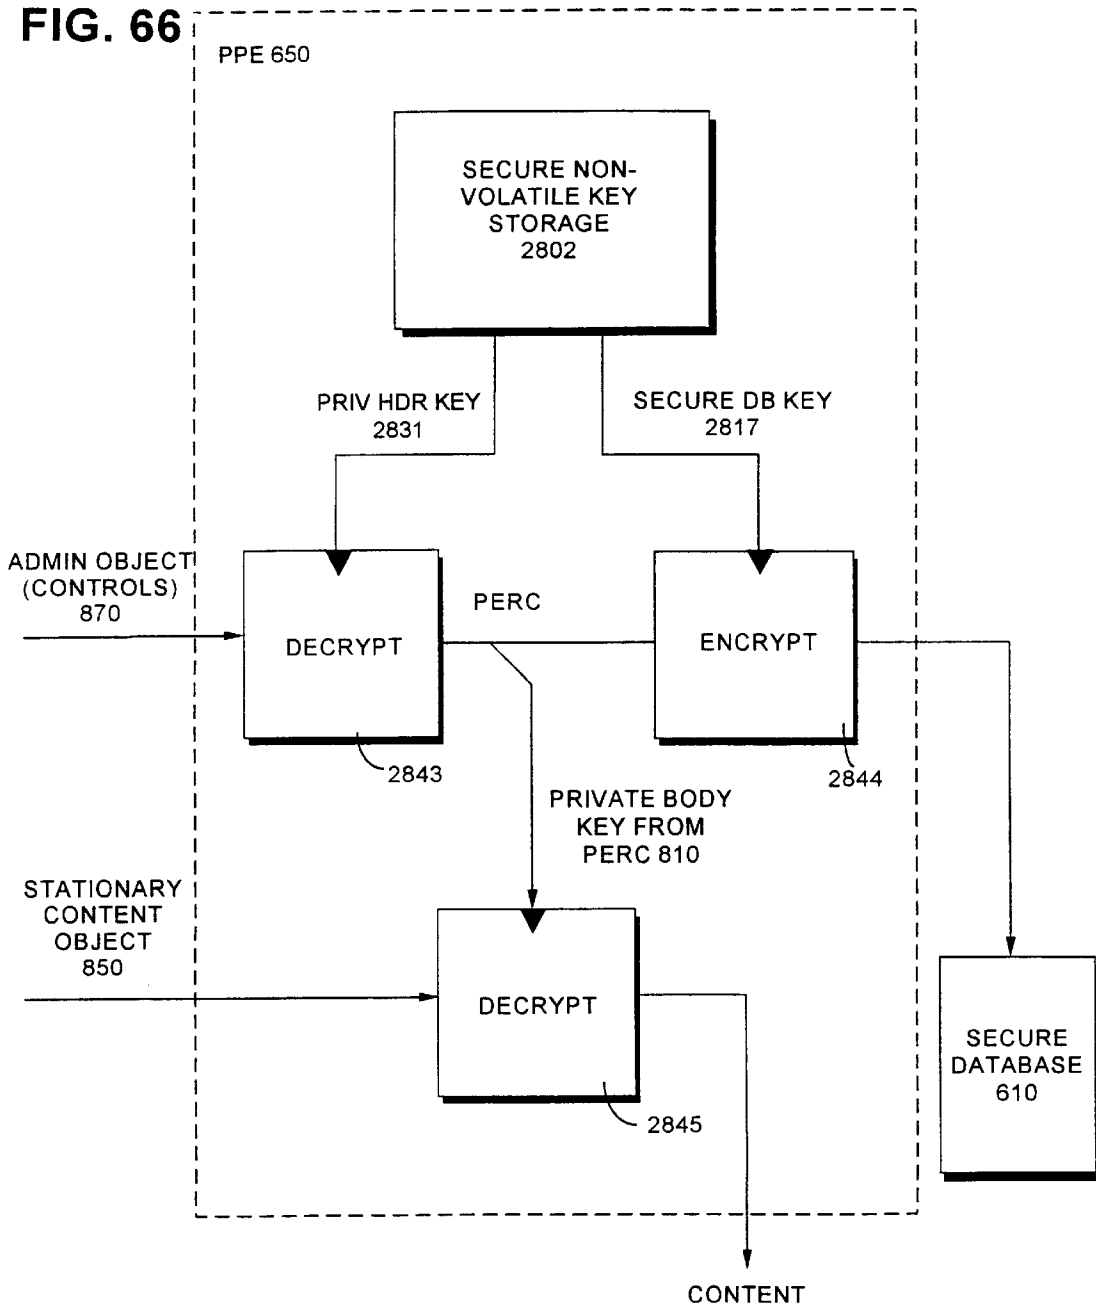 FIG. 66
PPE 650
SECURE NON-
VOLATILE KEY
STORAGE
2802
PRIV HDR KEY
2831
SECURE DB KEY
2817
ADMIN OBJECT
(CONTROLS)
870
DECRYPT
PERC
ENCRYPT
2843
2844
PRIVATE BODY
KEY FROM
PERC 810
STATIONARY
CONTENT
OBJECT
850
DECRYPT
2845
SECURE
DATABASE
610
CONTENT